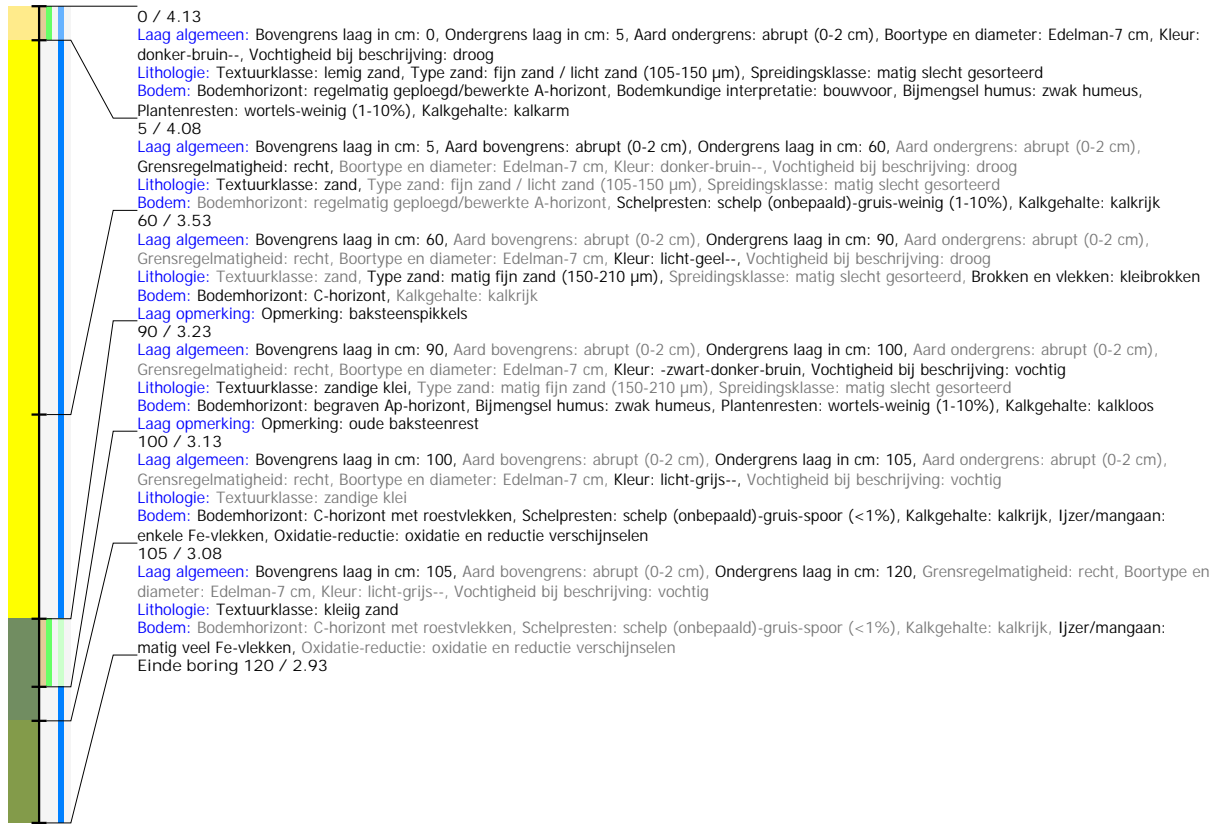 0 / 4.13
Laag algemeen: Bovengrens laag in cm: 0, Ondergrens laag in cm: 5, Aard ondergrens: abrupt (0-2 cm), Boortype en diameter: Edelman-7 cm, Kleur:
donker-bruin--, Vochtigheid bij beschrijving: droog
Lithologie: Textuurklasse: lemig zand, Type zand: fijn zand / licht zand (105-150 µm), Spreidingsklasse: matig slecht gesorteerd
Bodem: Bodemhorizont: regelmatig geploegd/bewerkte A-horizont, Bodemkundige interpretatie: bouwvoor, Bijmengsel humus: zwak humeus,
Plantenresten: wortels-weinig (1-10%), Kalkgehalte: kalkarm
5 / 4.08
Laag algemeen: Bovengrens laag in cm: 5, Aard bovengrens: abrupt (0-2 cm), Ondergrens laag in cm: 60, Aard ondergrens: abrupt (0-2 cm),
Grensregelmatigheid: recht, Boortype en diameter: Edelman-7 cm, Kleur: donker-bruin--, Vochtigheid bij beschrijving: droog
Lithologie: Textuurklasse: zand, Type zand: fijn zand / licht zand (105-150 µm), Spreidingsklasse: matig slecht gesorteerd
Bodem: Bodemhorizont: regelmatig geploegd/bewerkte A-horizont, Schelpresten: schelp (onbepaald)-gruis-weinig (1-10%), Kalkgehalte: kalkrijk
60 / 3.53
Laag algemeen: Bovengrens laag in cm: 60, Aard bovengrens: abrupt (0-2 cm), Ondergrens laag in cm: 90, Aard ondergrens: abrupt (0-2 cm),
Grensregelmatigheid: recht, Boortype en diameter: Edelman-7 cm, Kleur: licht-geel--, Vochtigheid bij beschrijving: droog
Lithologie: Textuurklasse: zand, Type zand: matig fijn zand (150-210 µm), Spreidingsklasse: matig slecht gesorteerd, Brokken en vlekken: kleibrokken
Bodem: Bodemhorizont: C-horizont, Kalkgehalte: kalkrijk
Laag opmerking: Opmerking: baksteenspikkels
90 / 3.23
Laag algemeen: Bovengrens laag in cm: 90, Aard bovengrens: abrupt (0-2 cm), Ondergrens laag in cm: 100, Aard ondergrens: abrupt (0-2 cm),
Grensregelmatigheid: recht, Boortype en diameter: Edelman-7 cm, Kleur: -zwart-donker-bruin, Vochtigheid bij beschrijving: vochtig
Lithologie: Textuurklasse: zandige klei, Type zand: matig fijn zand (150-210 µm), Spreidingsklasse: matig slecht gesorteerd
Bodem: Bodemhorizont: begraven Ap-horizont, Bijmengsel humus: zwak humeus, Plantenresten: wortels-weinig (1-10%), Kalkgehalte: kalkloos
Laag opmerking: Opmerking: oude baksteenrest
100 / 3.13
Laag algemeen: Bovengrens laag in cm: 100, Aard bovengrens: abrupt (0-2 cm), Ondergrens laag in cm: 105, Aard ondergrens: abrupt (0-2 cm),
Grensregelmatigheid: recht, Boortype en diameter: Edelman-7 cm, Kleur: licht-grijs--, Vochtigheid bij beschrijving: vochtig
Lithologie: Textuurklasse: zandige klei
Bodem: Bodemhorizont: C-horizont met roestvlekken, Schelpresten: schelp (onbepaald)-gruis-spoor (<1%), Kalkgehalte: kalkrijk, Ijzer/mangaan:
enkele Fe-vlekken, Oxidatie-reductie: oxidatie en reductie verschijnselen
105 / 3.08
Laag algemeen: Bovengrens laag in cm: 105, Aard bovengrens: abrupt (0-2 cm), Ondergrens laag in cm: 120, Grensregelmatigheid: recht, Boortype en
diameter: Edelman-7 cm, Kleur: licht-grijs--, Vochtigheid bij beschrijving: vochtig
Lithologie: Textuurklasse: kleiig zand
Bodem: Bodemhorizont: C-horizont met roestvlekken, Schelpresten: schelp (onbepaald)-gruis-spoor (<1%), Kalkgehalte: kalkrijk, Ijzer/mangaan:
matig veel Fe-vlekken, Oxidatie-reductie: oxidatie en reductie verschijnselen
Einde boring 120 / 2.93